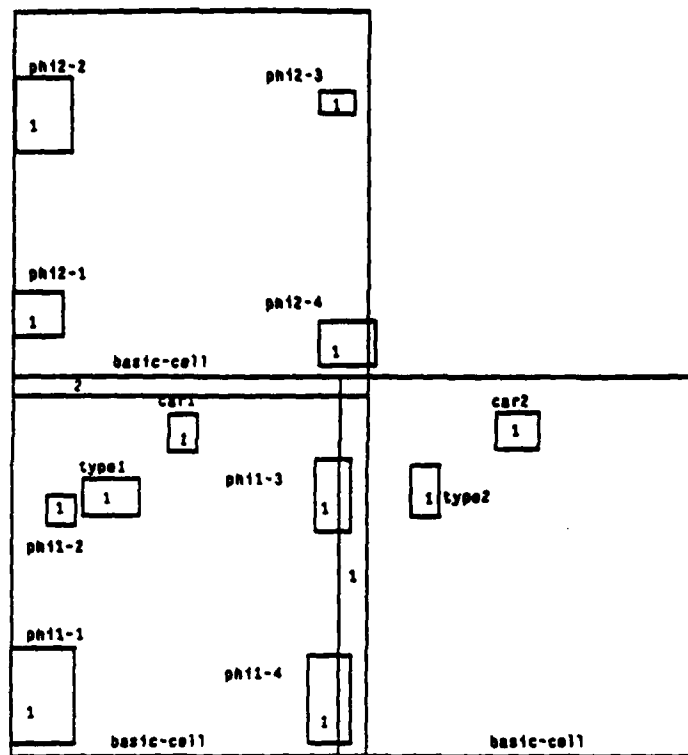 phi2-2
phi2-3
1
1
phi2-1
phi2-4
1
1
basic-cell
2
car1
car2
1
1
type1
phi1-3
1
1
1
1
type2
phi1-2
1
phi1-1
phi1-4
1
1
basic-cell
basic-cell